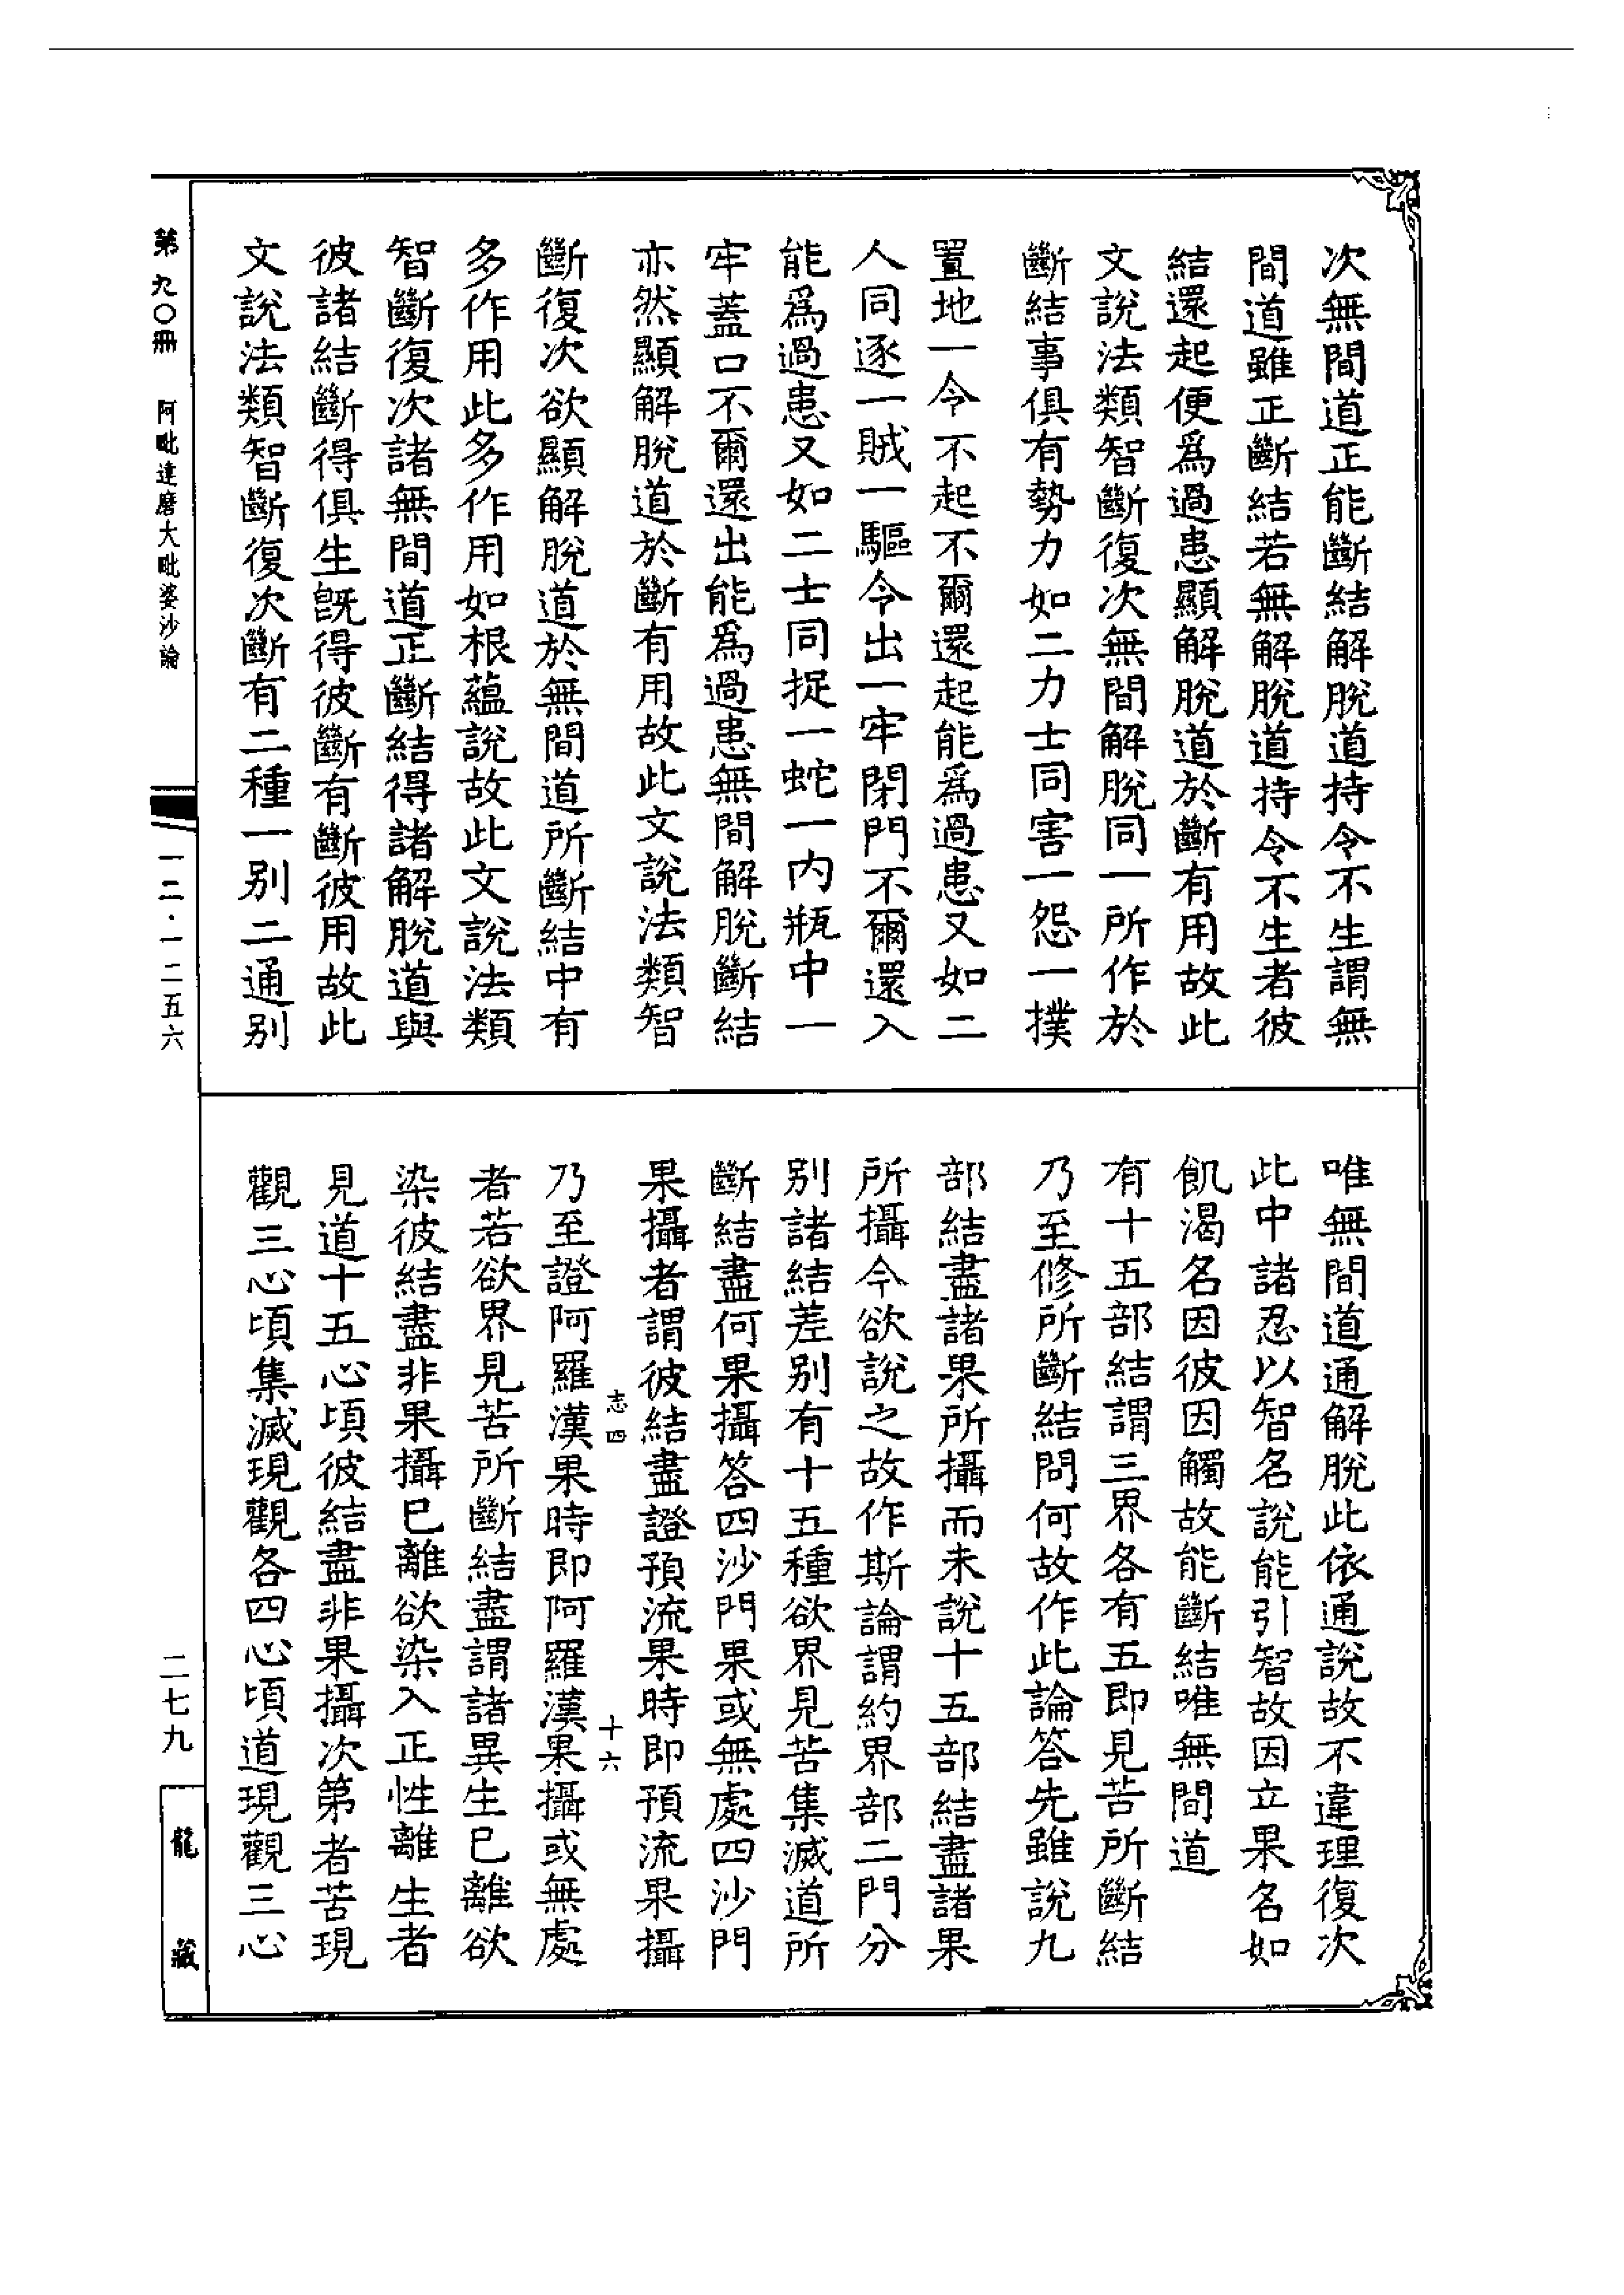 次無間道正能斷結解脫道持令不生謂無
間道雖正斷結若無解脫道持令不生者彼
結還起便爲過患顯解脫道於斷有用故此
文說法類智斷復次無間解脫同一所作於
斷結事俱有勢力如二力士同害一怨一撲
置地一令不起不爾還起能爲過患又如二
人同逐一賊一驅令出一牢閉門不爾還入
能爲過患又如二士同捉一蛇一內瓶中一
牢蓋口不爾還出能爲過患無間解脫斷結
亦然顯解脫道於斷有用故此文說法類智
斷復次欲顯解脫道於無間道所斷結中有
多作用此多作用如根蘊說故此文說法類
智斷復次諸無間道正斷結得諸解脫道與
彼諸結斷得俱生旣得彼斷有斷彼用故此
文說法類智斷復次斷有二種一別二通別
唯無間道通解脫此依通說故不違理復次
此中諸忍以智名說能引智故因立果名如
飢渴名因彼因觸故能斷結唯無間道
有十五部結謂三界各有五即見苦所斷結
乃至修所斷結問何故作此論答先雖說九
部結盡諸果所攝而未說十五部結盡諸果
所攝今欲說之故作斯論謂約界部二門分
別諸結差別有十五種欲界見苦集滅道所
斷結盡何果攝答四沙門果或無處四沙門
果攝者謂彼結盡證預流果時即預流果攝
志四
十六
乃至證阿羅漢果時即阿羅漢果攝或無處
者若欲界見苦所斷結盡謂諸異生已離欲
染彼結盡非果攝已離欲染入正性離生者
見道十五心頃彼結盡非果攝次第者苦現
觀三心頃集滅現觀各四心頃道現觀三心
第九〇冊
阿毗達磨大毗婆沙論
一二·一二五六
二七九
龍藏